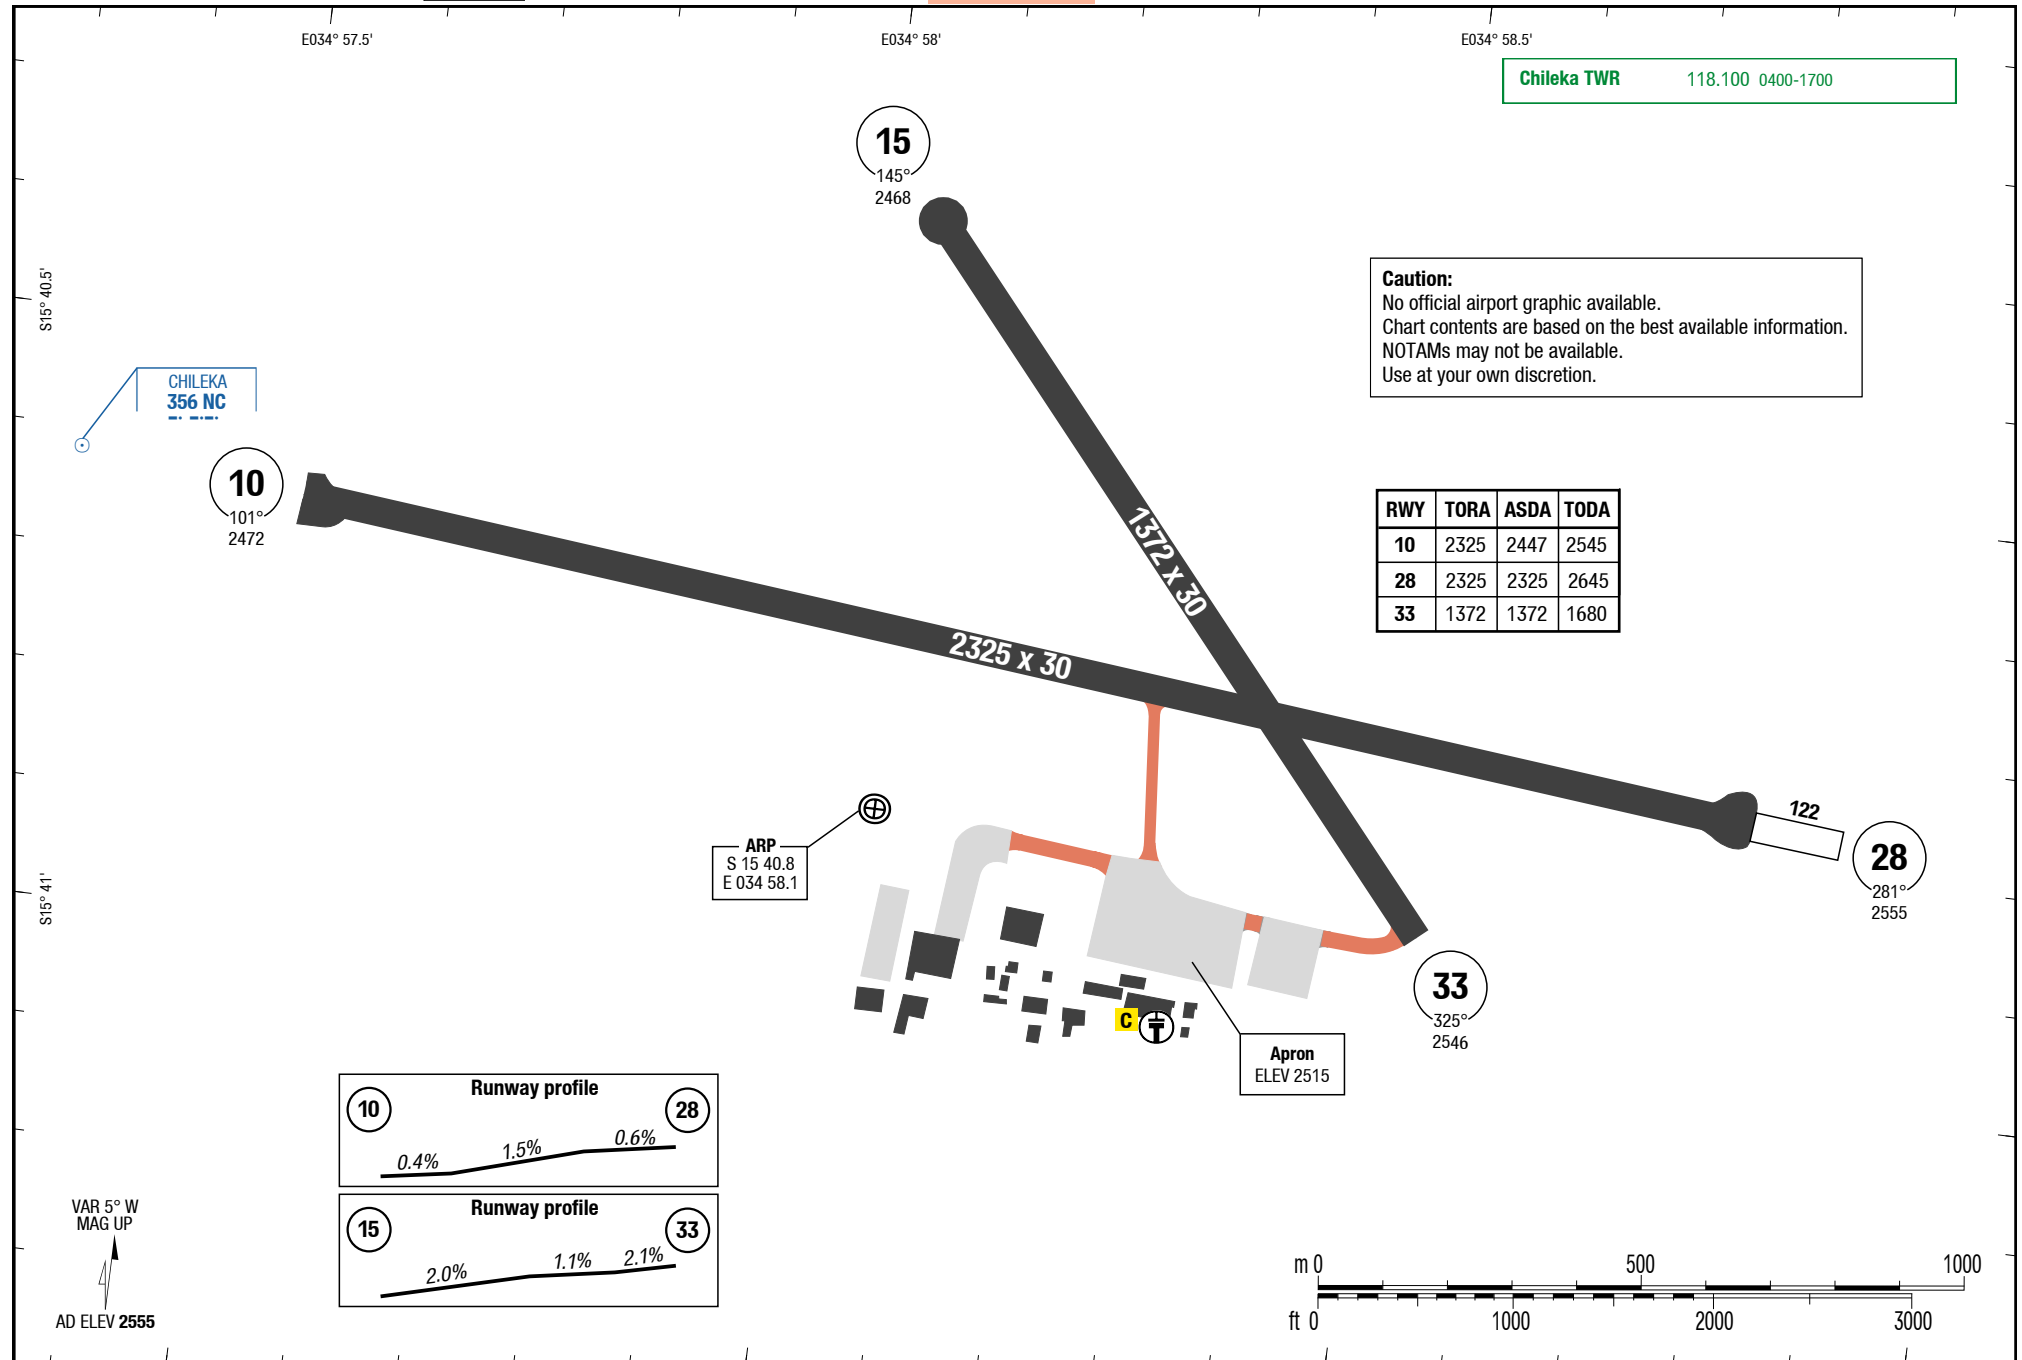 E034° 57.5'
E034° 58'
E034° 58.5'
Chileka TWR 118.100 0400-1700
15
145°
2468
S15° 40.5'
Caution:
No official airport graphic available.
Chart contents are based on the best available information.
NOTAMs may not be available.
Use at your own discretion.
CHILEKA
356 NC
10
101°
2472
1372 x 30
RWY TORA ASDA TODA
10 2325 2447 2545
28 2325 2325 2645
33 1372 1372 1680
2325 x 30
122
28
281°
2555
ARP
S 15 40.8
E 034 58.1
S15° 41'
33
325°
2546
C
Apron
ELEV 2515
Runway profile
10 28
0.4% 1.5% 0.6%
Runway profile
15 33
2.0% 1.1% 2.1%
VAR 5° W
MAG UP
AD ELEV 2555
m 0 500 1000
ft 0 1000 2000 3000